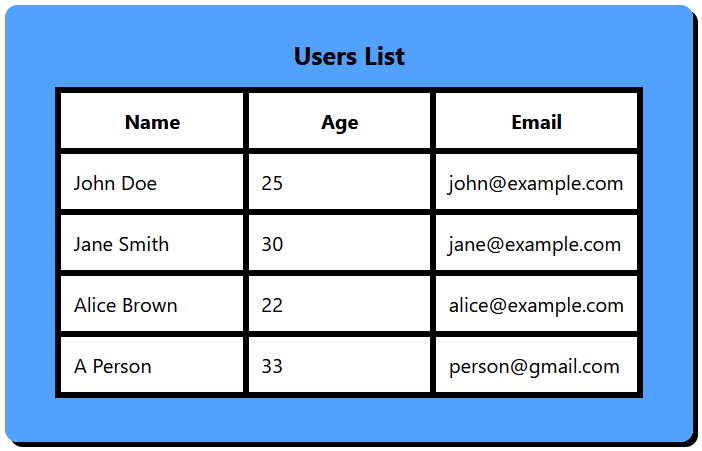 Users List
Name Age Email
John Doe 25 john@example.com
Jane Smith 30 jane@example.com
Alice Brown 22 alice@example.com
A Person 33 person@gmail.com